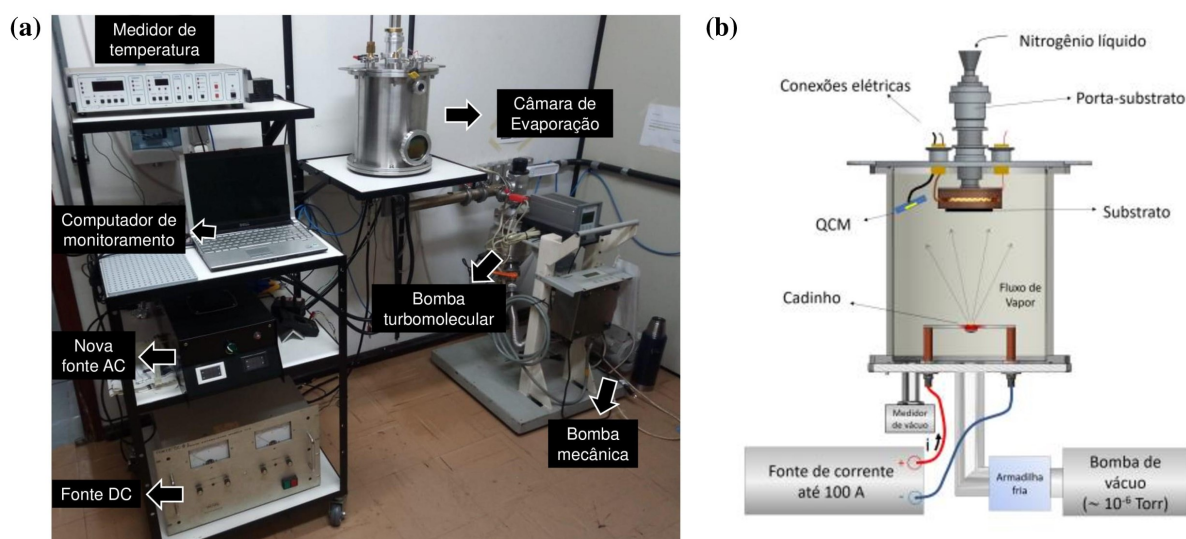 (a)
Medidor de
temperatura
Câmara de
Evaporação
Computador de
monitoramento
Bomba
turbomolecular
Nova
fonte AC
Bomba
mecânica
Fonte DC
(b)
Nitrogênio líquido
Conexões elétricas
Porta-substrato
QCM
Substrato
Fluxo de
Vapor
Cadinho
Medidor
de vácuo
i
+
-
Fonte de corrente
até 100 A
Armadilha
fria
Bomba de
vácuo
(~ 10⁻⁶ Torr)